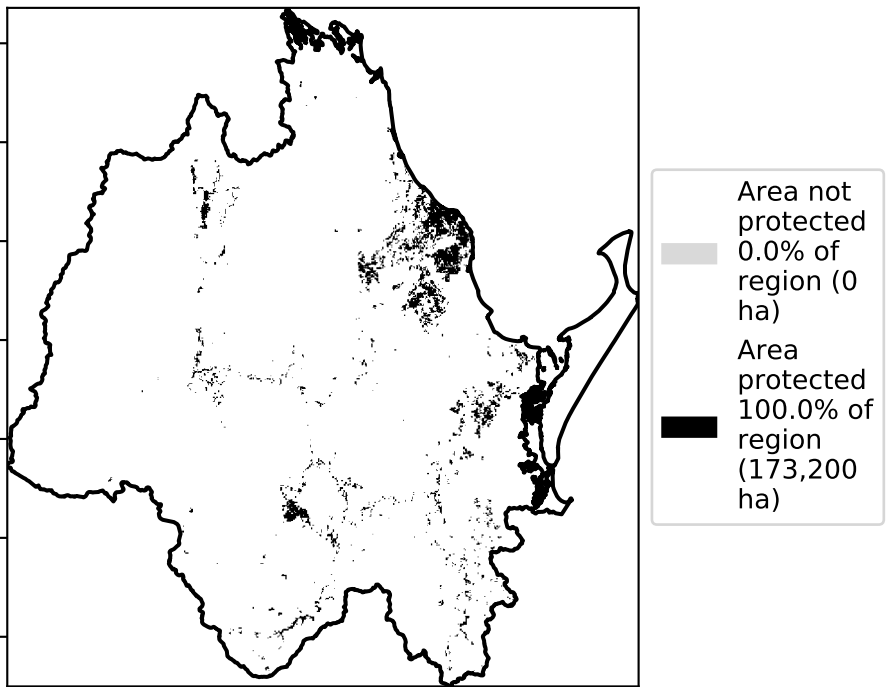 Area not
protected
0.0% of
region (0
ha)
Area
protected
100.0% of
region
(173,200
ha)